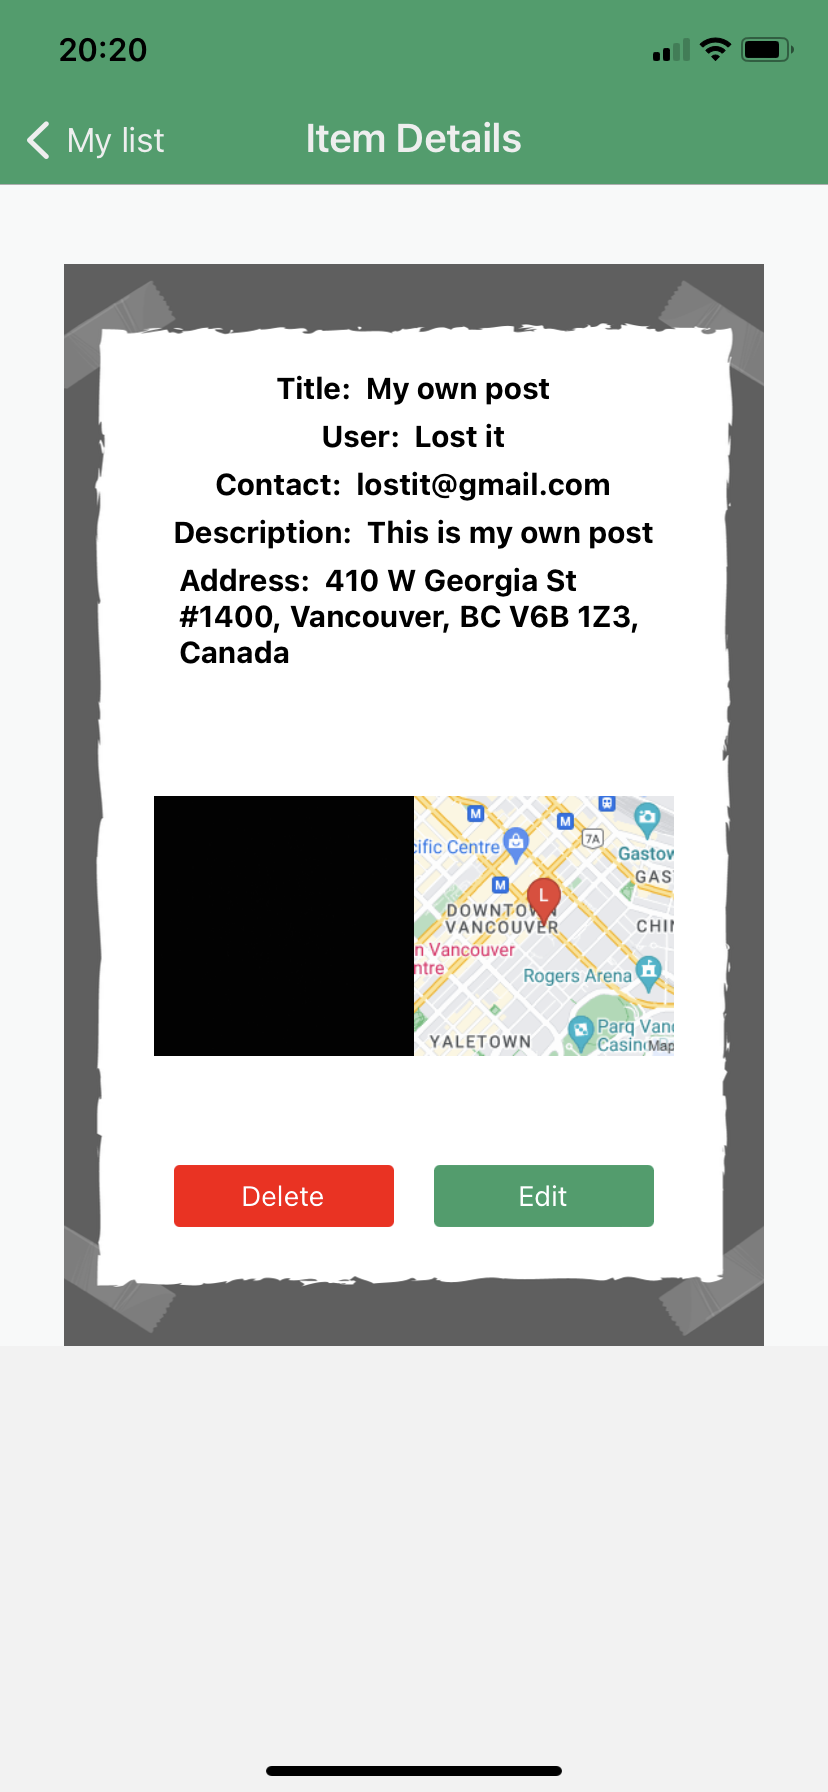 20:20
My list
Item Details
Title: My own post
User: Lost it
Contact: lostit@gmail.com
Description: This is my own post
Address: 410 W Georgia St
#1400, Vancouver, BC V6B 1Z3,
Canada
M
M
7A
cific Centre
Gastow
GAS
M
L
DOWNTOWN
VANCOUVER
CHI
n Vancouver
ntre
Rogers Arena
Parq Van
YALETOWN
Casin
Map
Delete
Edit